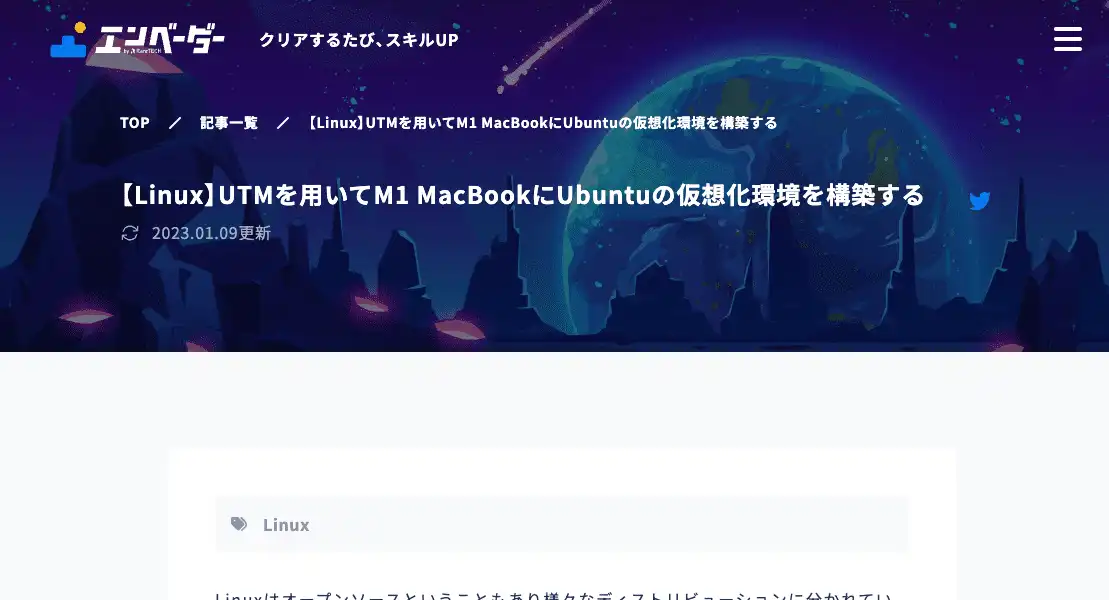 エンベーダー
by RareTECH
クリアするたび、スキルUP
TOP ／ 記事一覧 ／ 【Linux】UTMを用いてM1 MacBookにUbuntuの仮想化環境を構築する
【Linux】UTMを用いてM1 MacBookにUbuntuの仮想化環境を構築する
2023.01.09更新
Linux
Linuxはオープンソースということもあり様々なディストリビューションに分かれてい